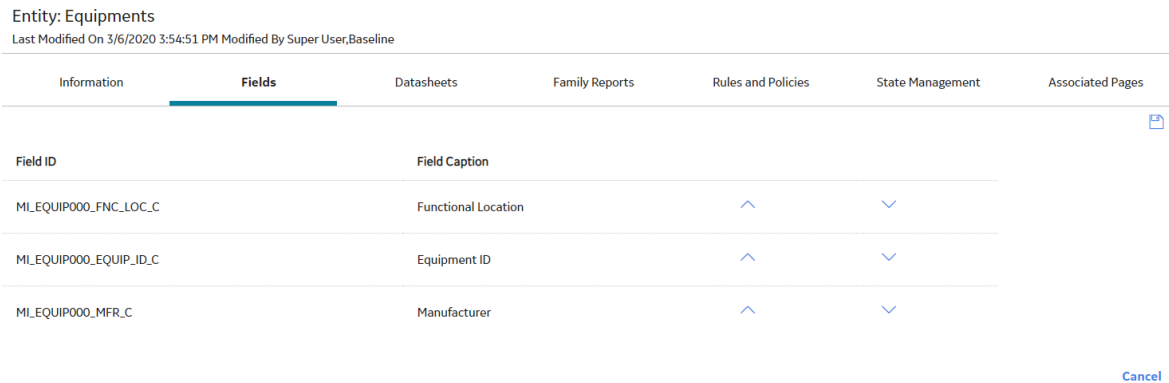 Entity: Equipments
Last Modified On 3/6/2020 3:54:51 PM Modified By Super User,Baseline
Information Fields Datasheets Family Reports Rules and Policies State Management Associated Pages
Field ID Field Caption
MI_EQUIP000_FNC_LOC_C Functional Location
MI_EQUIP000_EQUIP_ID_C Equipment ID
MI_EQUIP000_MFR_C Manufacturer
Cancel